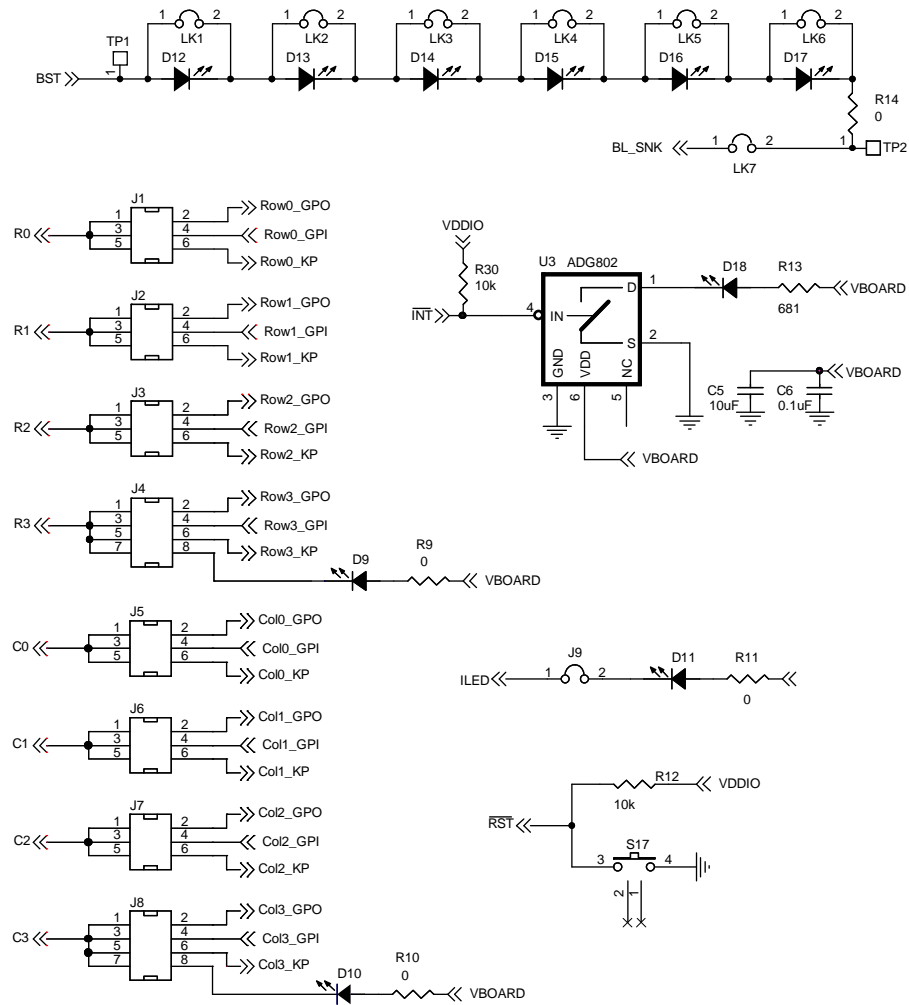 1 2 1 2 1 2 1 2 1 2 1 2
LK1 LK2 LK3 LK4 LK5 LK6
TP1
1
D12 D13 D14 D15 D16 D17
BST
R14
0
BL_SNK 1 2 1 TP2
LK7
J1
R0
1 2 Row0_GPO
3 4 Row0_GPI
5 6 Row0_KP
J2
R1
1 2 Row1_GPO
3 4 Row1_GPI
5 6 Row1_KP
J3
R2
1 2 Row2_GPO
3 4 Row2_GPI
5 6 Row2_KP
J4
R3
1 2 Row3_GPO
3 4 Row3_GPI
5 6 Row3_KP
7 8
D9
R9
0
VBOARD
J5
C0
1 2 Col0_GPO
3 4 Col0_GPI
5 6 Col0_KP
J6
C1
1 2 Col1_GPO
3 4 Col1_GPI
5 6 Col1_KP
J7
C2
1 2 Col2_GPO
3 4 Col2_GPI
5 6 Col2_KP
J8
C3
1 2 Col3_GPO
3 4 Col3_GPI
5 6 Col3_KP
7 8
D10
R10
0
VBOARD
VDDIO
R30
10k
INT
U3 ADG802
4 IN
D 1
S 2
GND VDD NC
3 6 5
VBOARD
D18
R13
681
VBOARD
VBOARD
C5
10uF
C6
0.1uF
ILED
J9
1 2
D11
R11
0
R12
10k
VDDIO
RST
S17
3 4
2 1